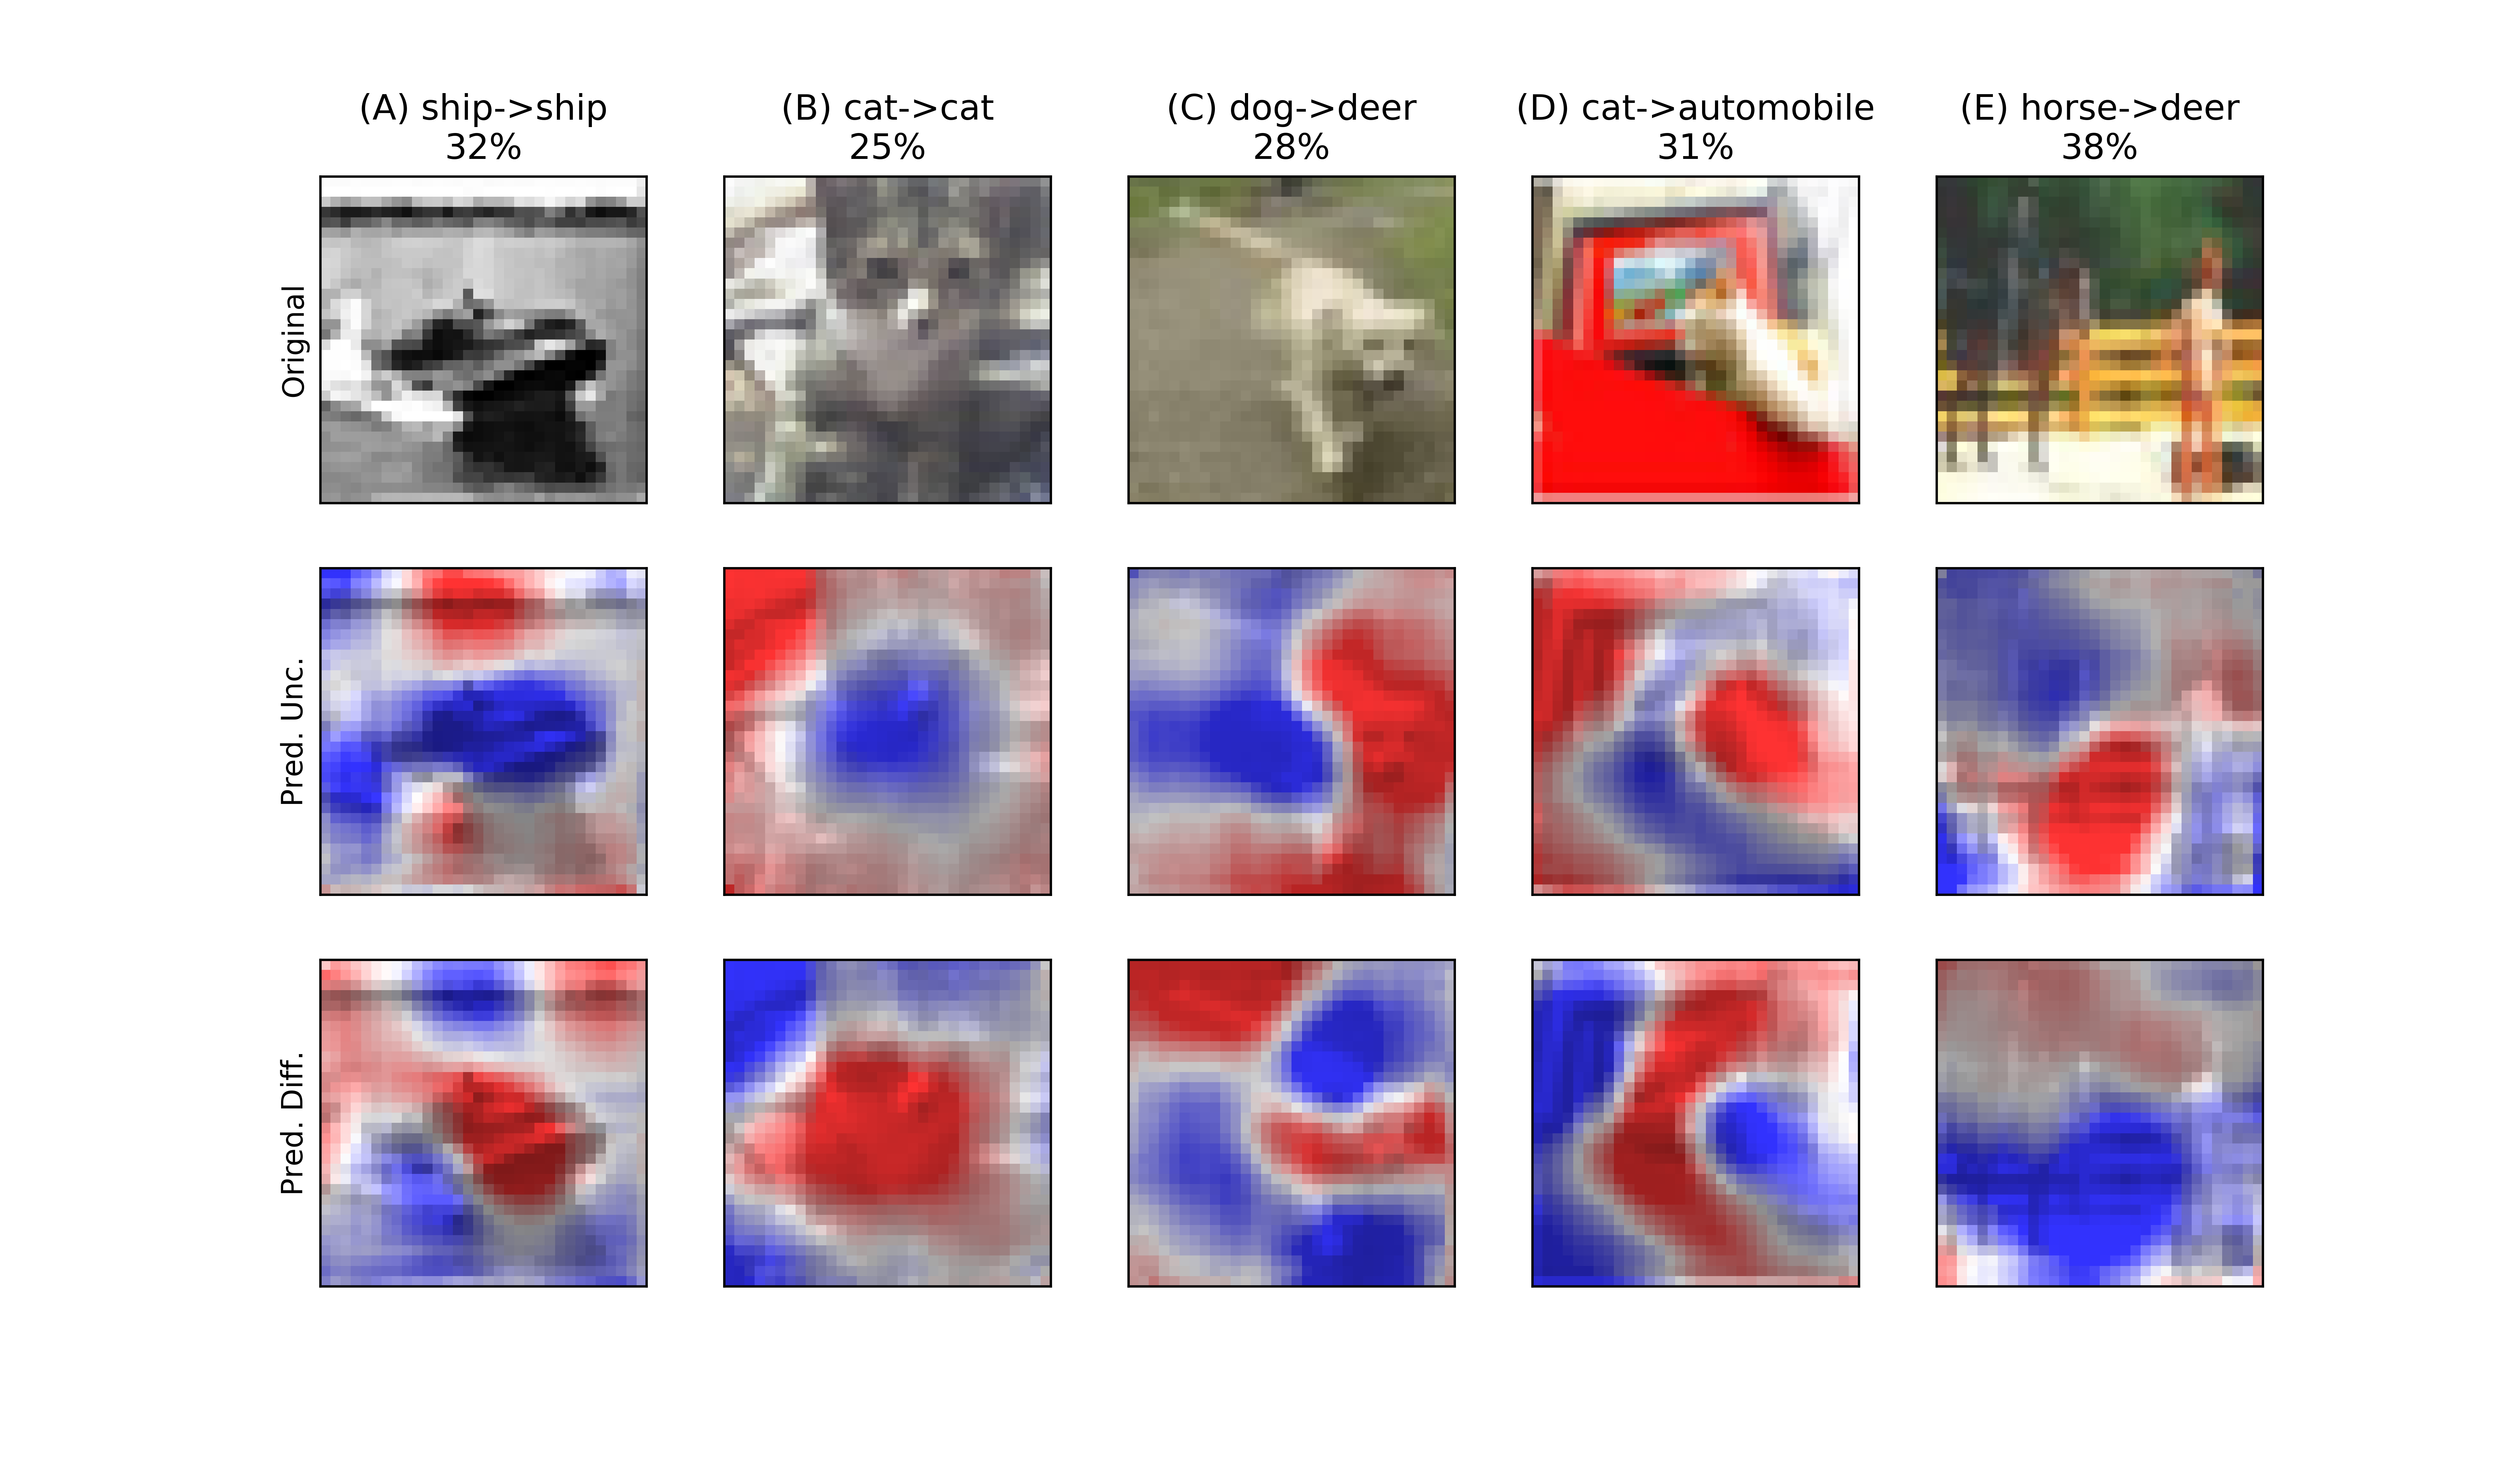 (A) ship->ship
32%
(B) cat->cat
25%
(C) dog->deer
28%
(D) cat->automobile
31%
(E) horse->deer
38%
Original
Pred. Unc.
Pred. Diff.